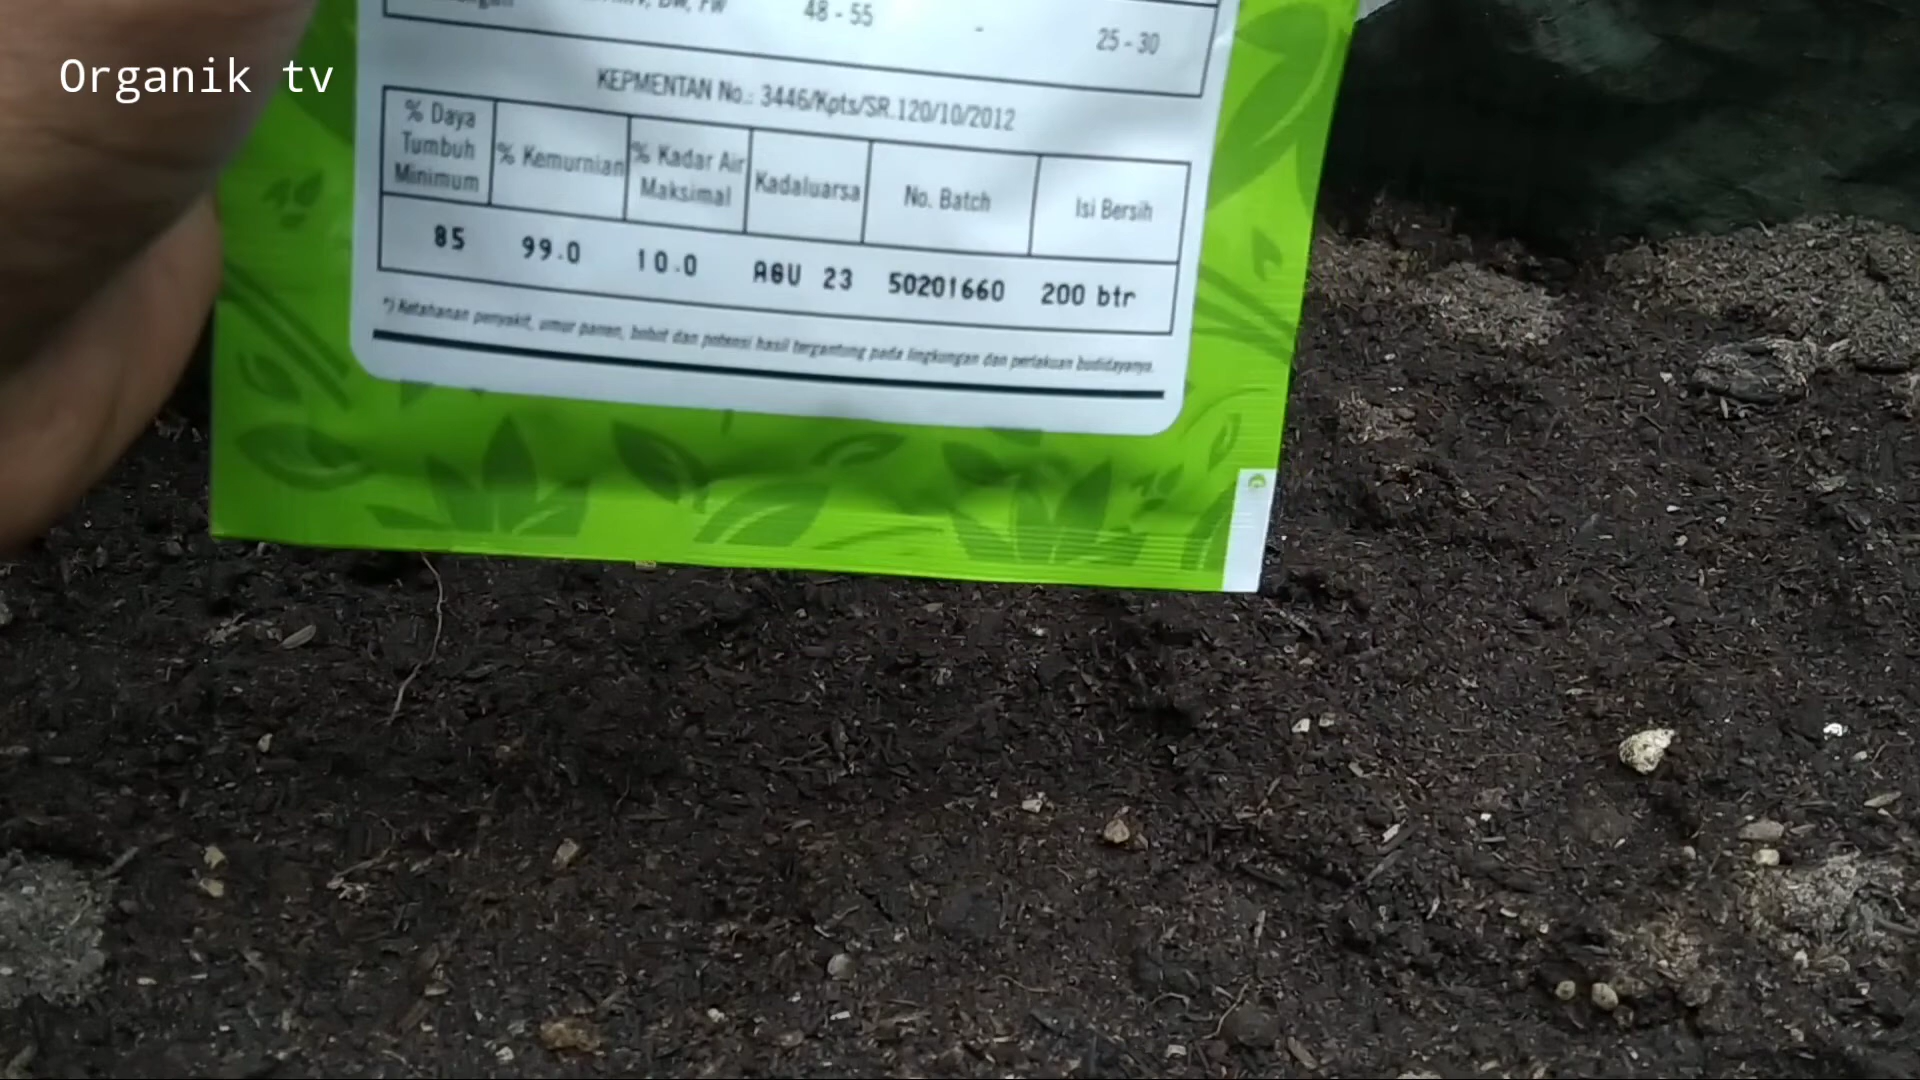 Organik tv
48 - 55
-
25 - 30
KEPMENTAN No.: 3446/Kpts/SR.120/10/2012
% Daya Tumbuh Minimum
% Kemurnian
% Kadar Air Maksimal
Kadaluarsa
No. Batch
Isi Bersih
85
99.0
10.0
AGU 23
50201660
200 btr
*) Ketahanan penyakit, umur panen, bobot dan potensi hasil tergantung pada lingkungan dan perlakuan budidayanya.